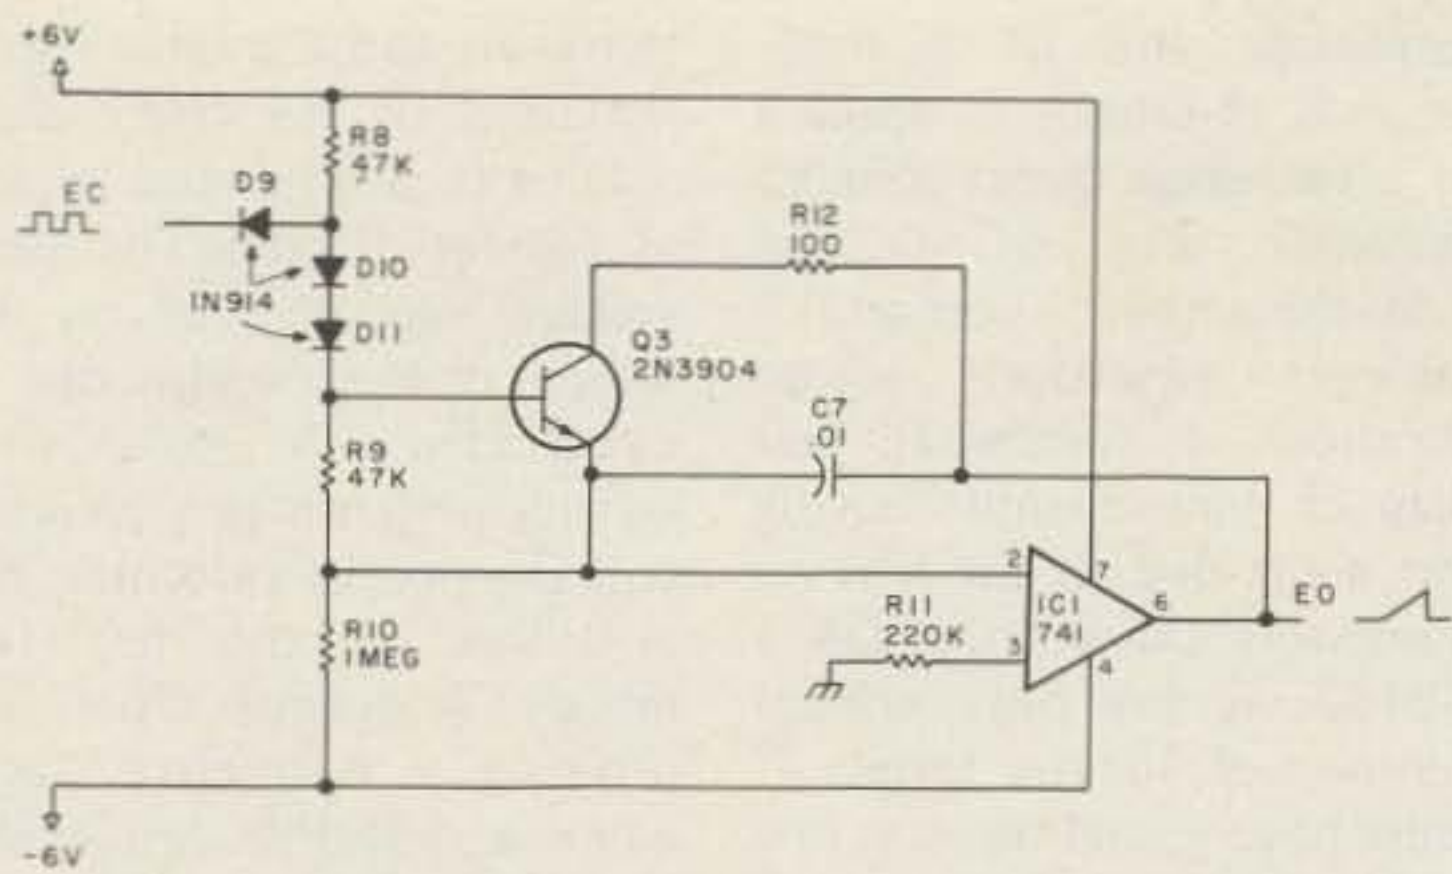 +6V
R8
47K
EC
D9
D10
1N914
D11
R12
100
Q3
2N3904
C7
.01
R9
47K
2
7
R10
1MEG
R11
220K
IC1
741
6
EO
3
4
-6V